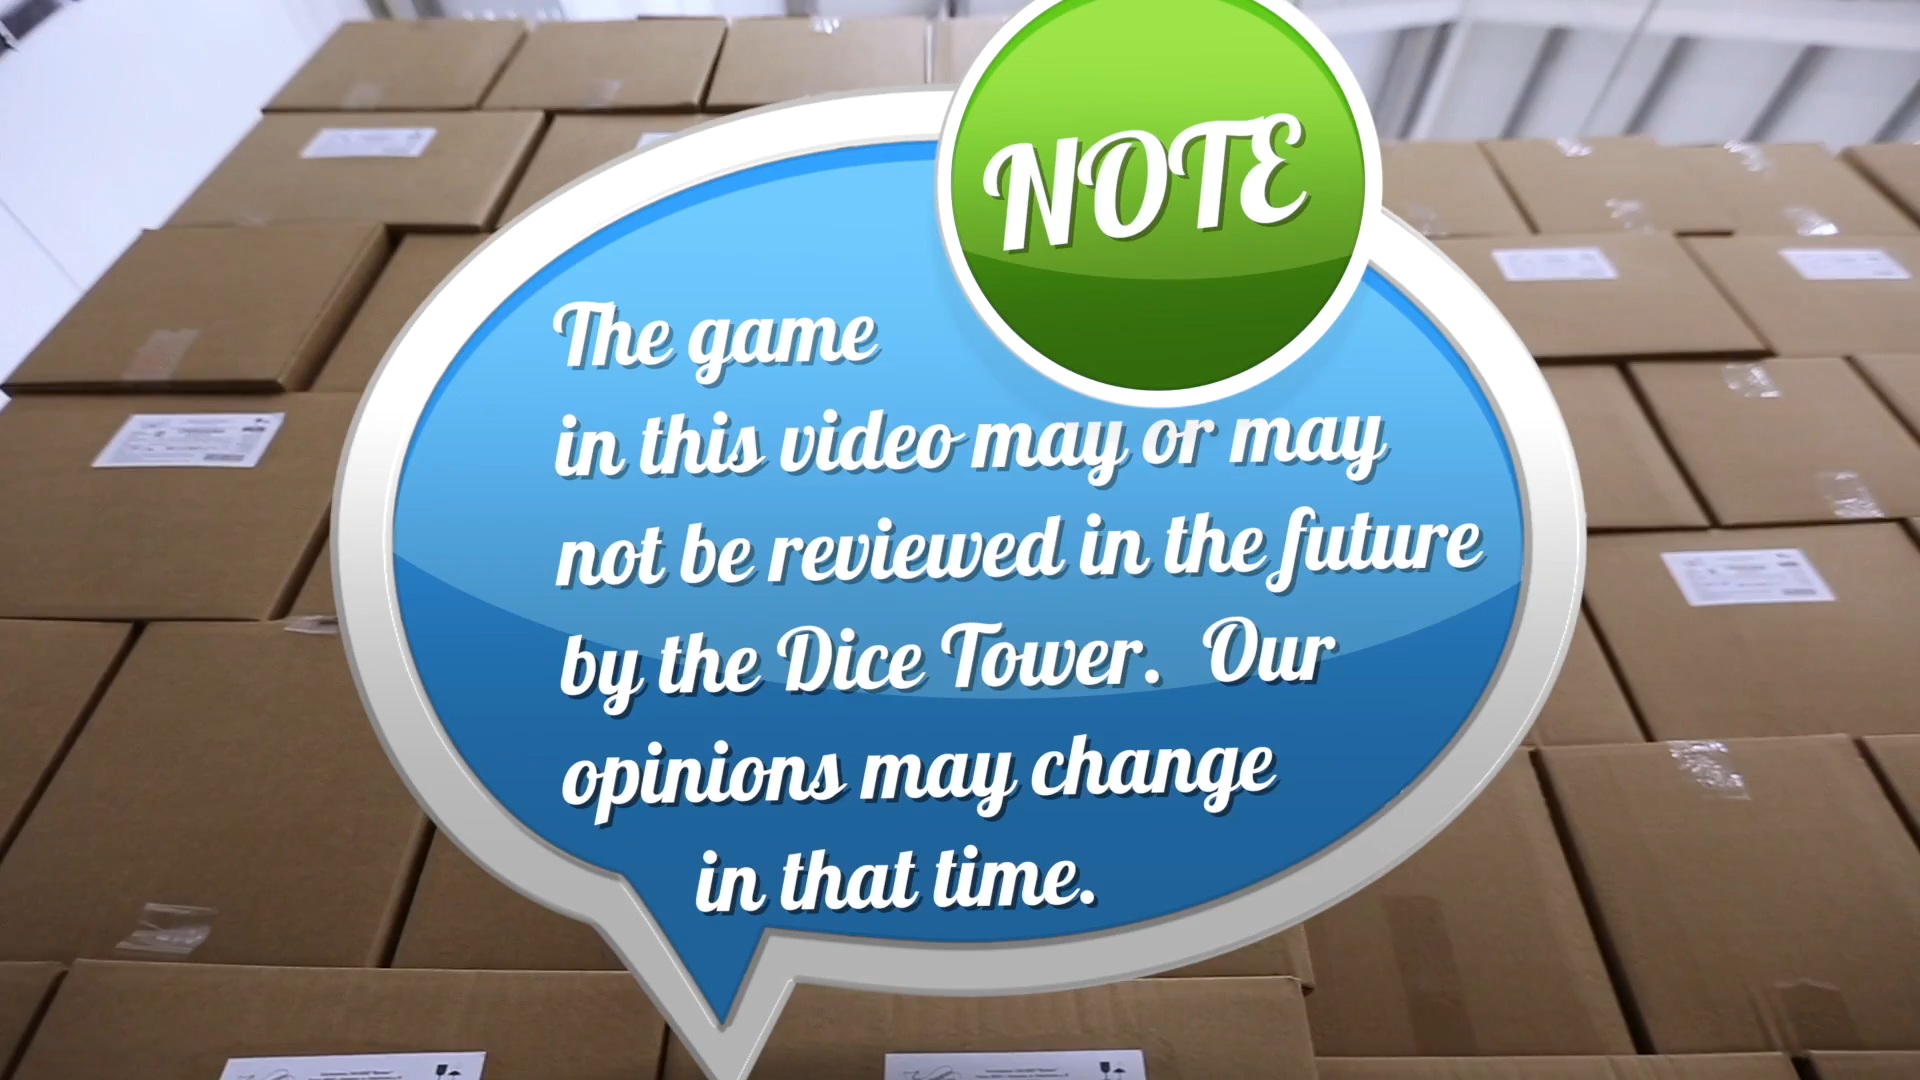 NOTE
The game
in this video may or may
not be reviewed in the future
by the Dice Tower. Our
opinions may change
in that time.